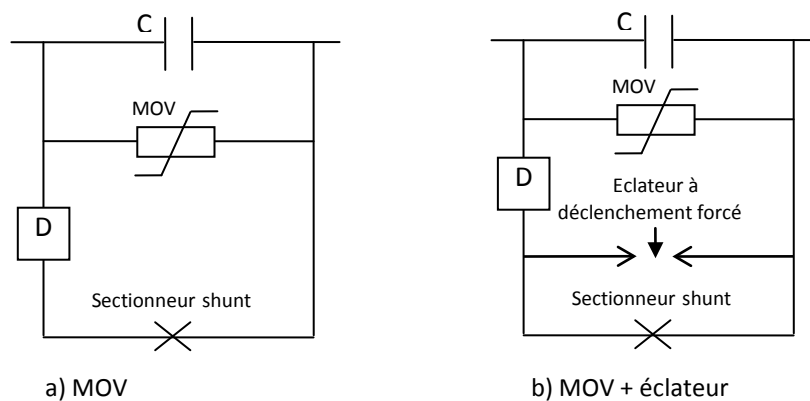 C
MOV
D
Sectionneur shunt
a) MOV
C
MOV
D
Eclateur à
déclenchement forcé
Sectionneur shunt
b) MOV + éclateur